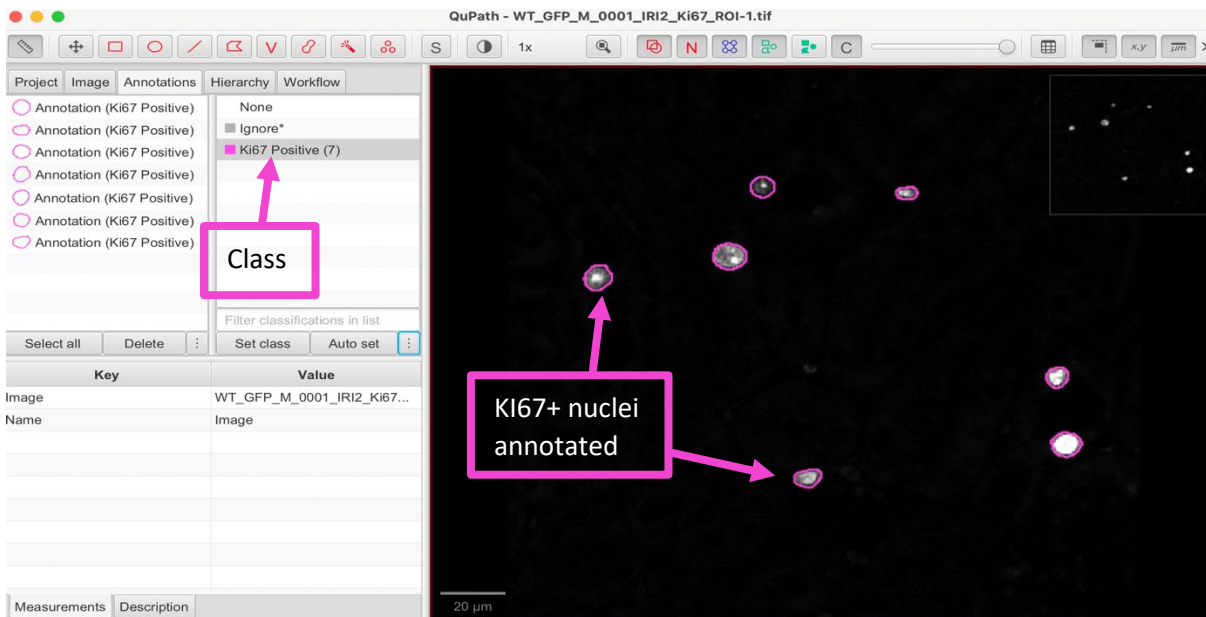 QuPath - WT_GFP_M_0001_IRI2_Ki67_ROI-1.tif
V S 1x N C x,y µm
Project Image Annotations Hierarchy Workflow
Annotation (Ki67 Positive)
Annotation (Ki67 Positive)
Annotation (Ki67 Positive)
Annotation (Ki67 Positive)
Annotation (Ki67 Positive)
Annotation (Ki67 Positive)
Annotation (Ki67 Positive)
None
Ignore*
Ki67 Positive (7)
Class
Filter classifications in list
Select all Delete ⋮ Set class Auto set ⋮
Key Value
Image WT_GFP_M_0001_IRI2_Ki67...
Name Image
KI67+ nuclei
annotated
20 µm
Measurements Description